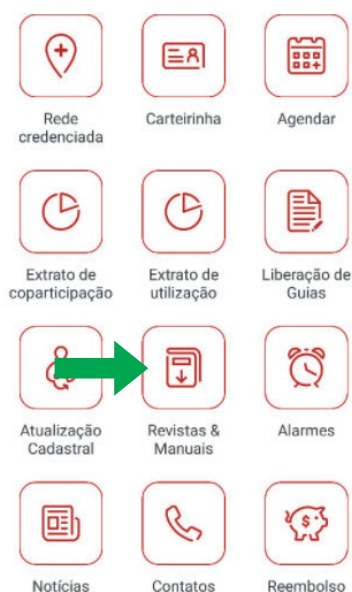 Rede
credenciada
Carteirinha
Agendar
Extrato de
coparticipação
Extrato de
utilização
Liberação de
Guias
Atualização
Cadastral
Revistas &
Manuais
Alarmes
Notícias
Contatos
Reembolso